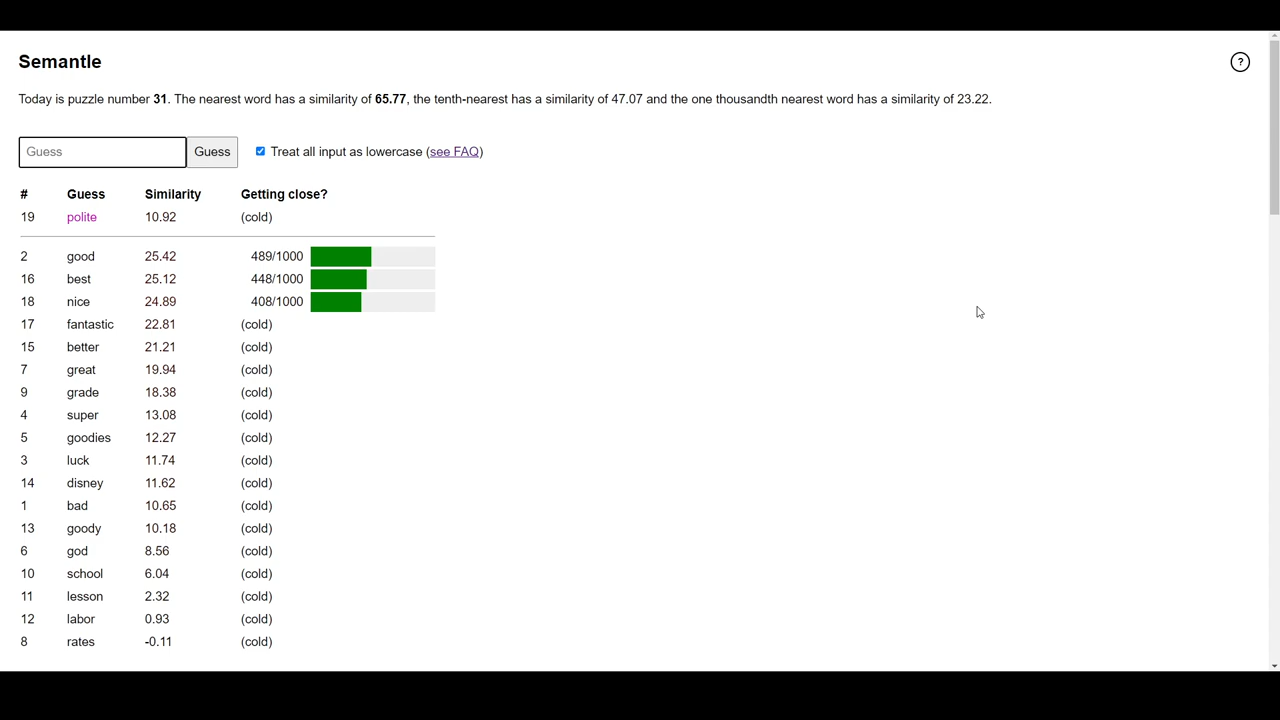 Semantle
?
Today is puzzle number 31. The nearest word has a similarity of 65.77, the tenth-nearest has a similarity of 47.07 and the one thousandth nearest word has a similarity of 23.22.
Guess Guess Treat all input as lowercase (see FAQ)
# Guess Similarity Getting close?
19 polite 10.92 (cold)
2 good 25.42 489/1000
16 best 25.12 448/1000
18 nice 24.89 408/1000
17 fantastic 22.81 (cold)
15 better 21.21 (cold)
7 great 19.94 (cold)
9 grade 18.38 (cold)
4 super 13.08 (cold)
5 goodies 12.27 (cold)
3 luck 11.74 (cold)
14 disney 11.62 (cold)
1 bad 10.65 (cold)
13 goody 10.18 (cold)
6 god 8.56 (cold)
10 school 6.04 (cold)
11 lesson 2.32 (cold)
12 labor 0.93 (cold)
8 rates -0.11 (cold)